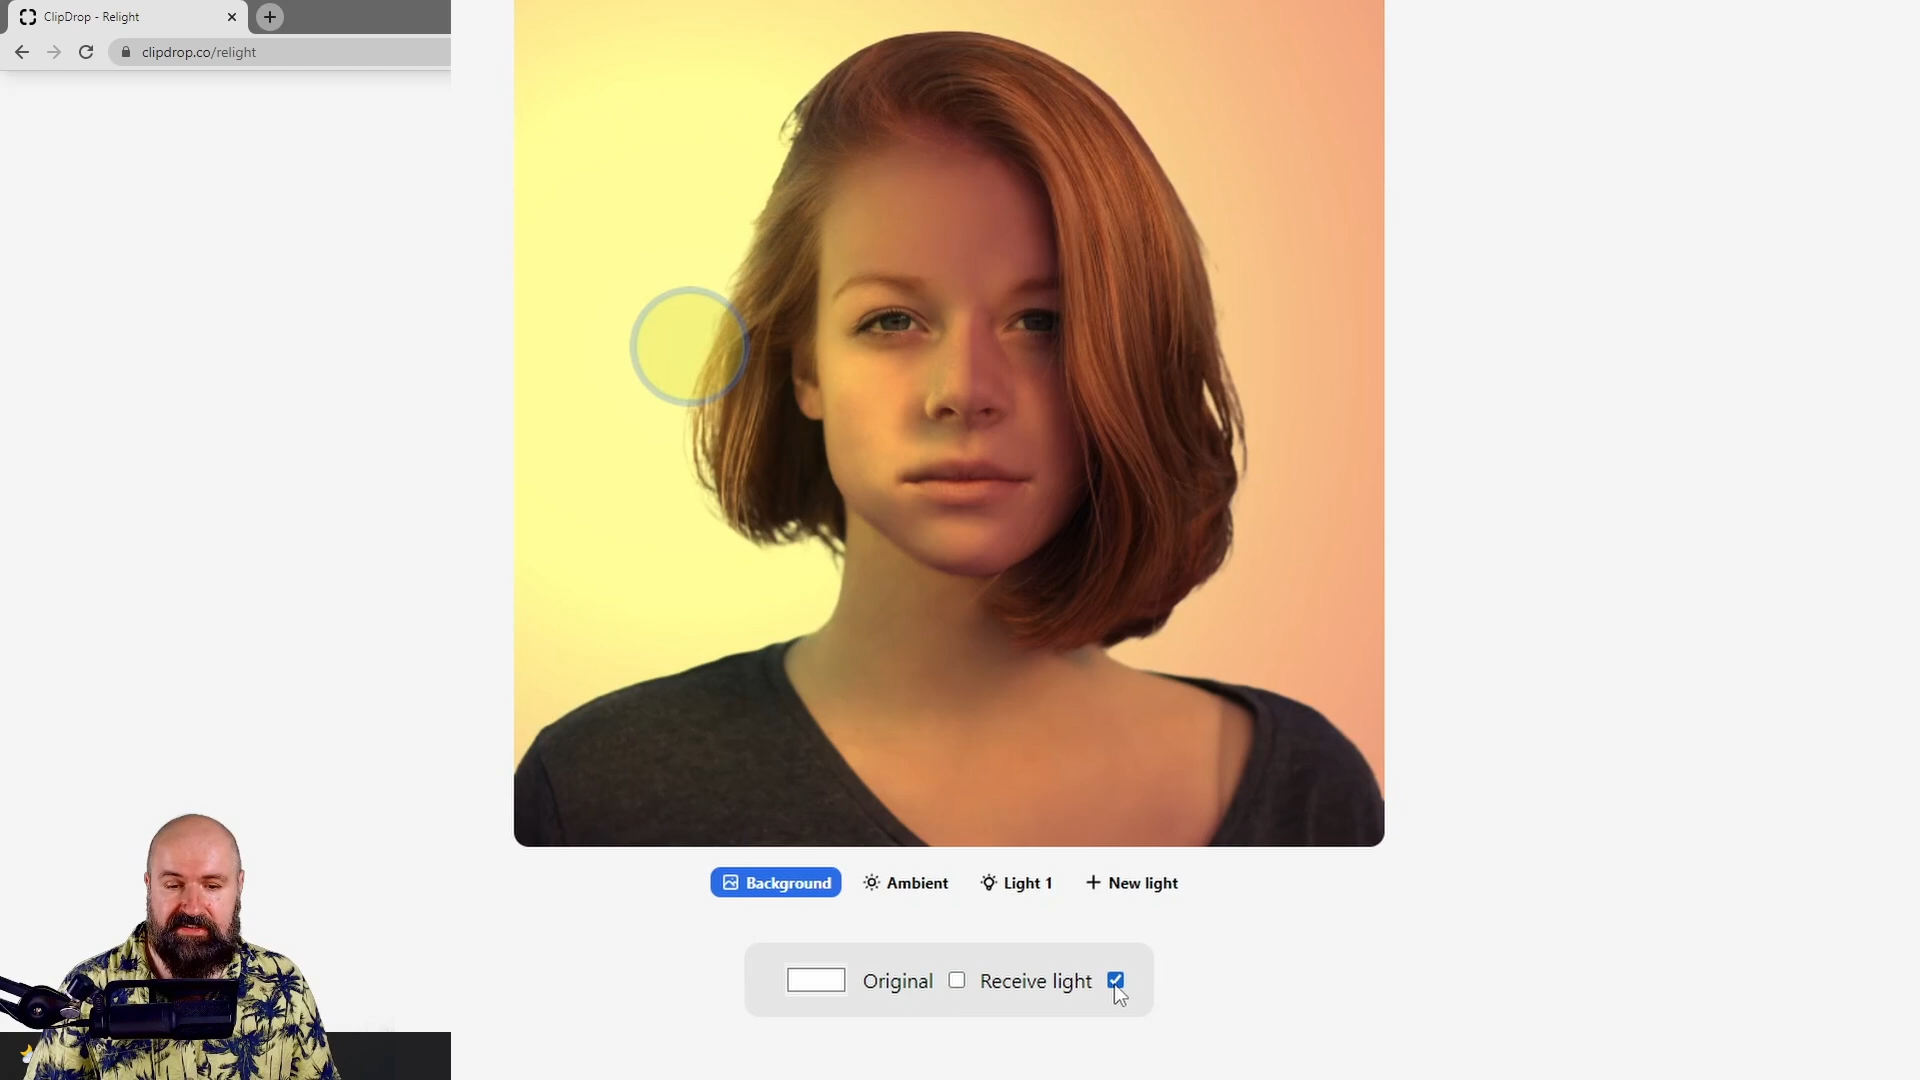 ClipDrop - Relight
clipdrop.co/relight
Background Ambient Light 1 New light
Original Receive light